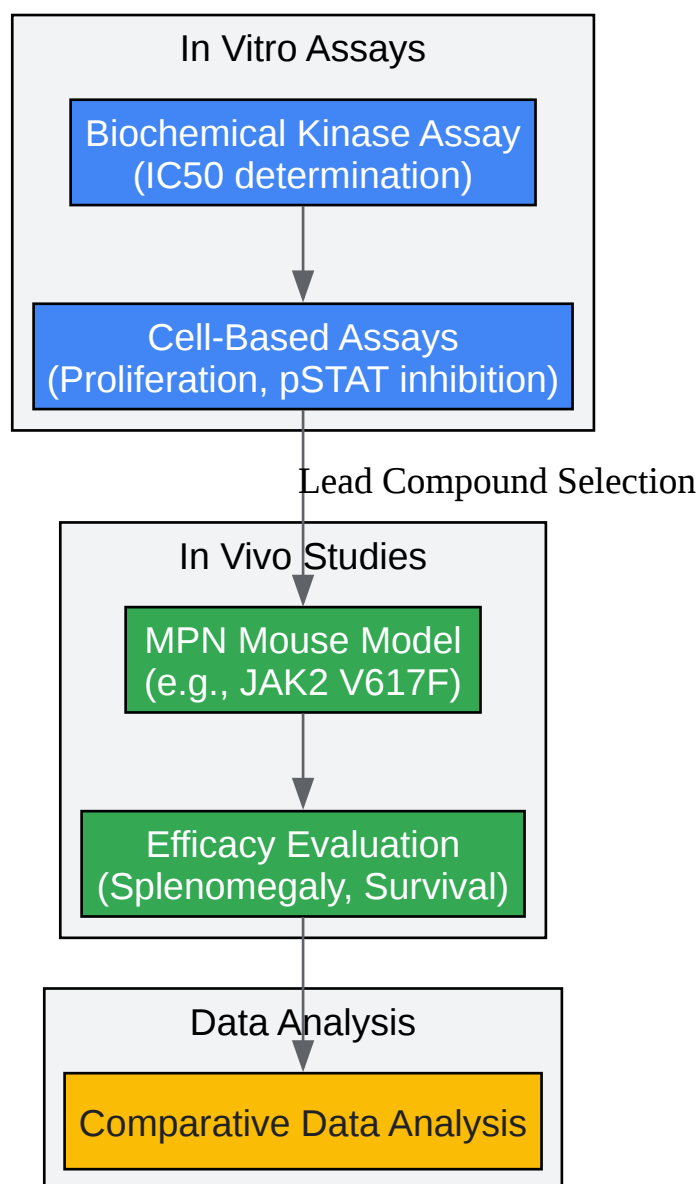 In Vitro Assays
Biochemical Kinase Assay
(IC50 determination)
Cell-Based Assays
(Proliferation, pSTAT inhibition)
Lead Compound Selection
In Vivo Studies
MPN Mouse Model
(e.g., JAK2 V617F)
Efficacy Evaluation
(Splenomegaly, Survival)
Data Analysis
Comparative Data Analysis